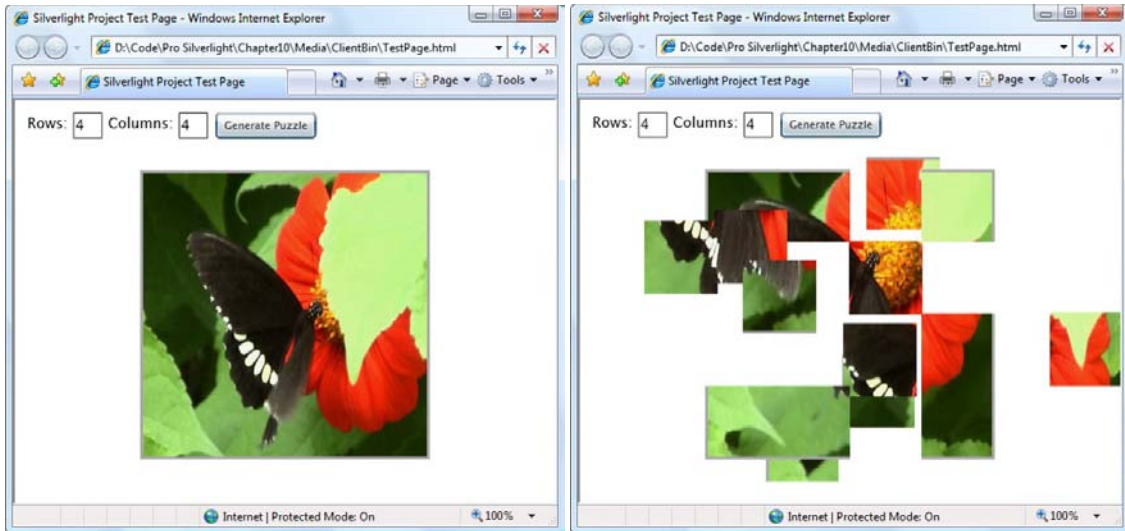 Silverlight Project Test Page - Windows Internet Explorer
D:\Code\Pro Silverlight\Chapter10\Media\ClientBin\TestPage.html
Silverlight Project Test Page
Page
Tools
Rows: 4 Columns: 4 Generate Puzzle
Internet | Protected Mode: On
100%
Silverlight Project Test Page - Windows Internet Explorer
D:\Code\Pro Silverlight\Chapter10\Media\ClientBin\TestPage.html
Silverlight Project Test Page
Page
Tools
Rows: 4 Columns: 4 Generate Puzzle
Internet | Protected Mode: On
100%